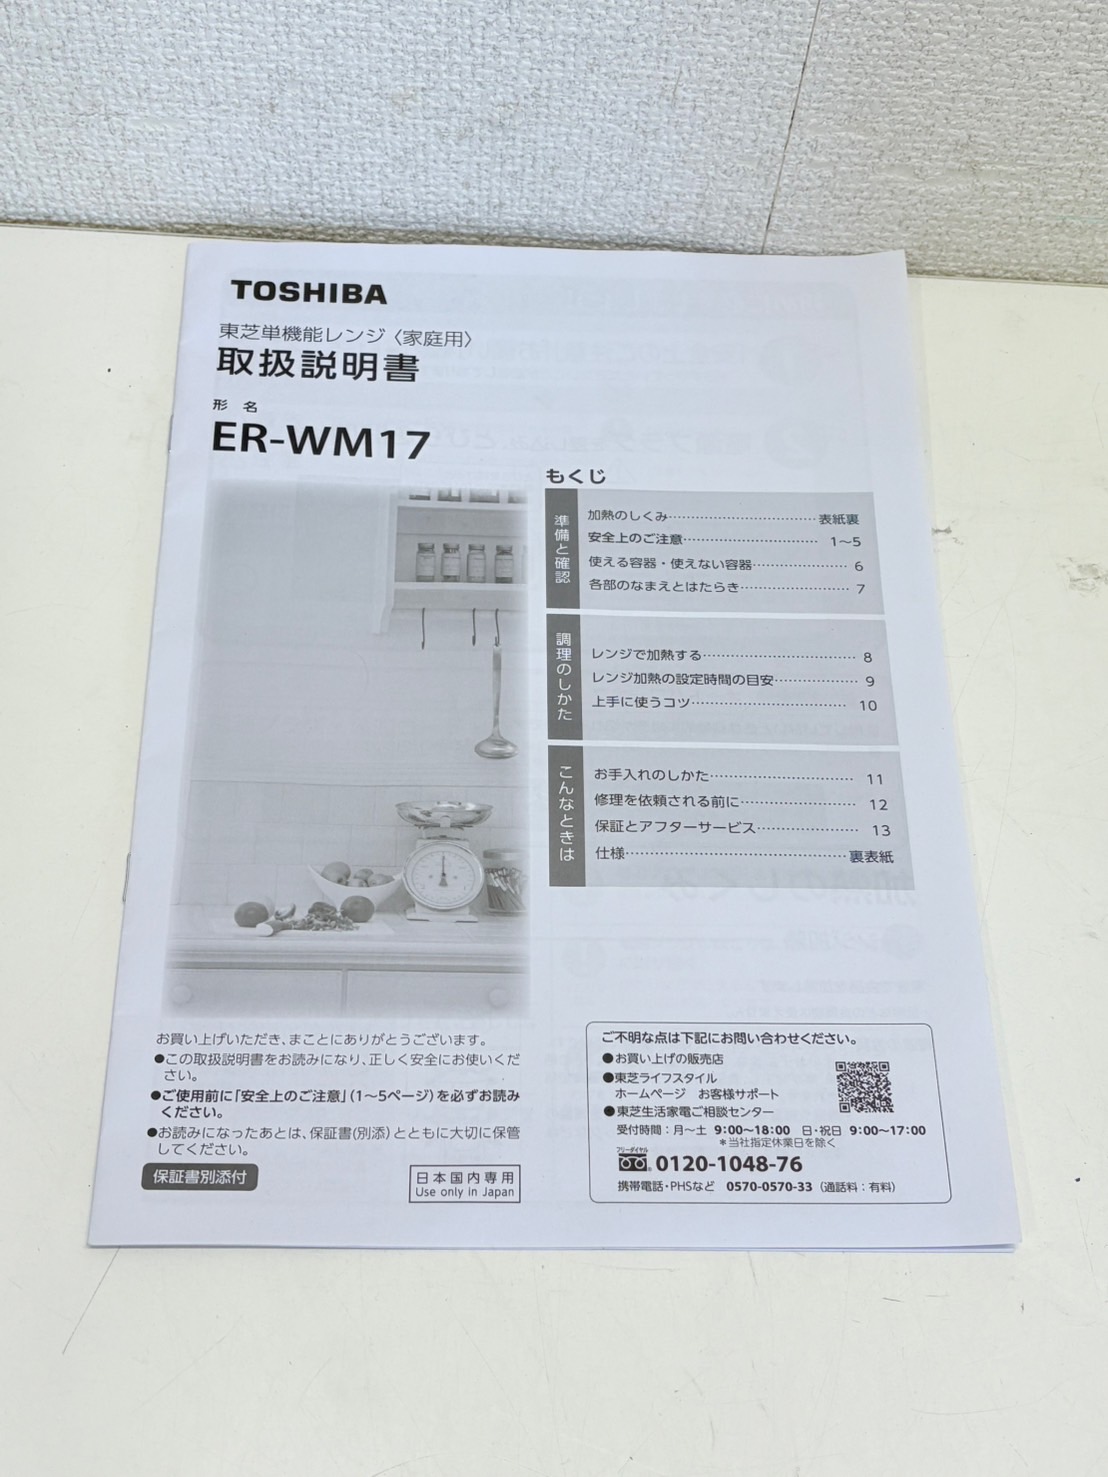 TOSHIBA
東芝単機能レンジ〈家庭用〉
取扱説明書
形 名
ER-WM17
もくじ
準備と確認
加熱のしくみ……………………………表紙裏
安全上のご注意………………………… 1〜5
使える容器・使えない容器……………… 6
各部のなまえとはたらき………………… 7
調理のしかた
レンジで加熱する………………………… 8
レンジ加熱の設定時間の目安…………… 9
上手に使うコツ…………………………… 10
こんなときは
お手入れのしかた………………………… 11
修理を依頼される前に…………………… 12
保証とアフターサービス………………… 13
仕様………………………………………裏表紙
お買い上げいただき、まことにありがとうございます。
●この取扱説明書をお読みになり、正しく安全にお使いくだ
さい。
●ご使用前に「安全上のご注意」（1〜5ページ）を必ずお読み
ください。
●お読みになったあとは、保証書(別添)とともに大切に保管
してください。
保証書別添付
日本国内専用
Use only in Japan
ご不明な点は下記にお問い合わせください。
●お買い上げの販売店
●東芝ライフスタイル
ホームページ お客様サポート
●東芝生活家電ご相談センター
受付時間：月〜土 9:00〜18:00 日・祝日 9:00〜17:00
＊当社指定休業日を除く
フリーダイヤル
0120-1048-76
携帯電話・PHSなど 0570-0570-33（通話料：有料）